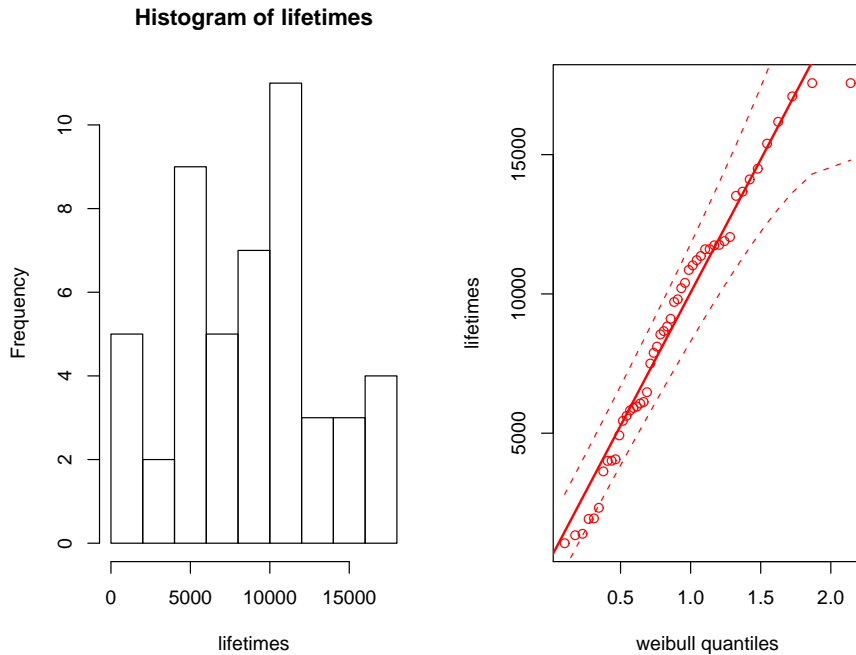 Histogram of lifetimes
Frequency
0
2
4
6
8
10
0 5000 10000 15000
lifetimes
lifetimes
5000
10000
15000
0.5 1.0 1.5 2.0
weibull quantiles